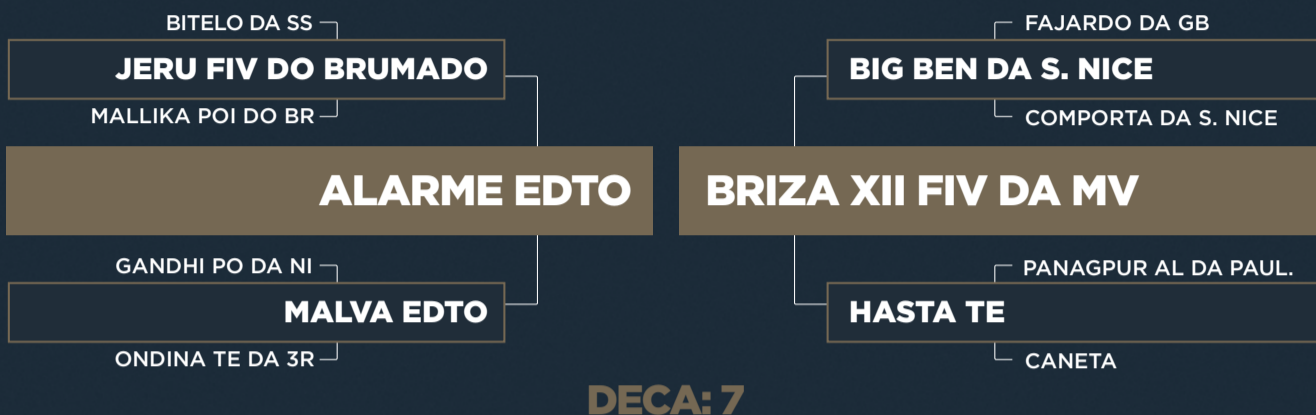 BITELO DA SS
JERU FIV DO BRUMADO
MALLIKA POI DO BR
ALARME EDTO
GANDHI PO DA NI
MALVA EDTO
ONDINA TE DA 3R
FAJARDO DA GB
BIG BEN DA S. NICE
COMPORTA DA S. NICE
BRIZA XII FIV DA MV
PANAGPUR AL DA PAUL.
HASTA TE
CANETA
DECA: 7